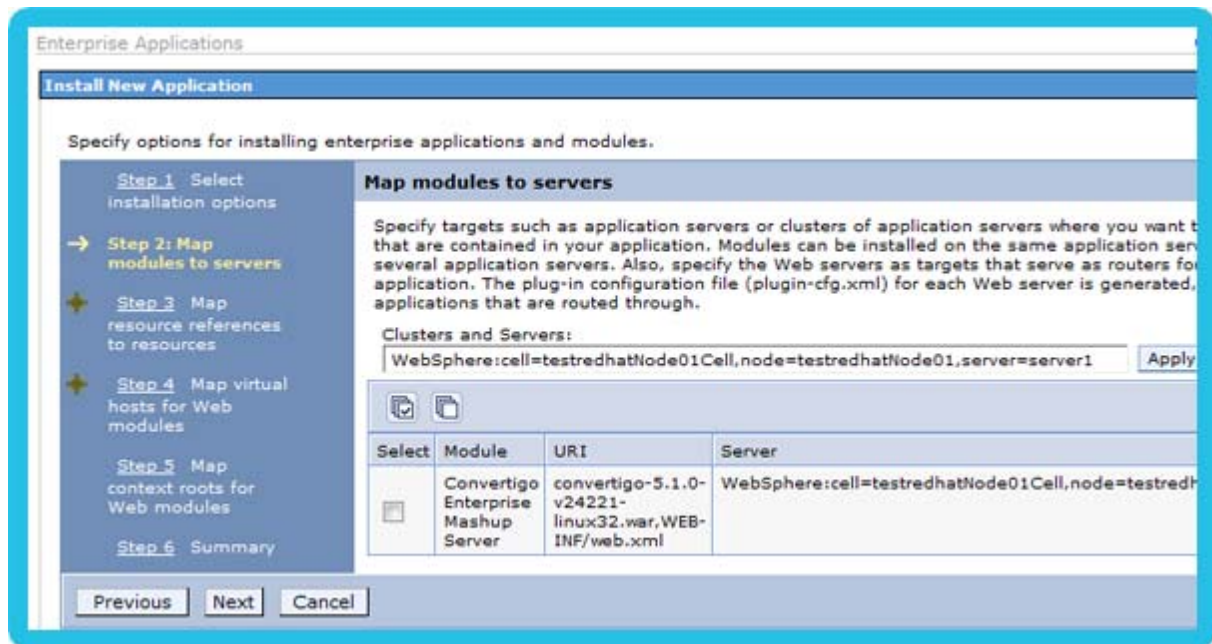 Enterprise Applications
Install New Application
Specify options for installing enterprise applications and modules.
Step 1 Select
installation options
Step 2: Map
modules to servers
Step 3 Map
resource references
to resources
Step 4 Map virtual
hosts for Web
modules
Step 5 Map
context roots for
Web modules
Step 6 Summary
Map modules to servers
Specify targets such as application servers or clusters of application servers where you want t
that are contained in your application. Modules can be installed on the same application ser
several application servers. Also, specify the Web servers as targets that serve as routers fo
application. The plug-in configuration file (plugin-cfg.xml) for each Web server is generated,
applications that are routed through.
Clusters and Servers:
WebSphere:cell=testredhatNode01Cell,node=testredhatNode01,server=server1 Apply
Select Module URI Server
Convertigo convertigo-5.1.0- WebSphere:cell=testredhatNode01Cell,node=testredh
Enterprise v24221-
Mashup linux32.war,WEB-
Server INF/web.xml
Previous Next Cancel